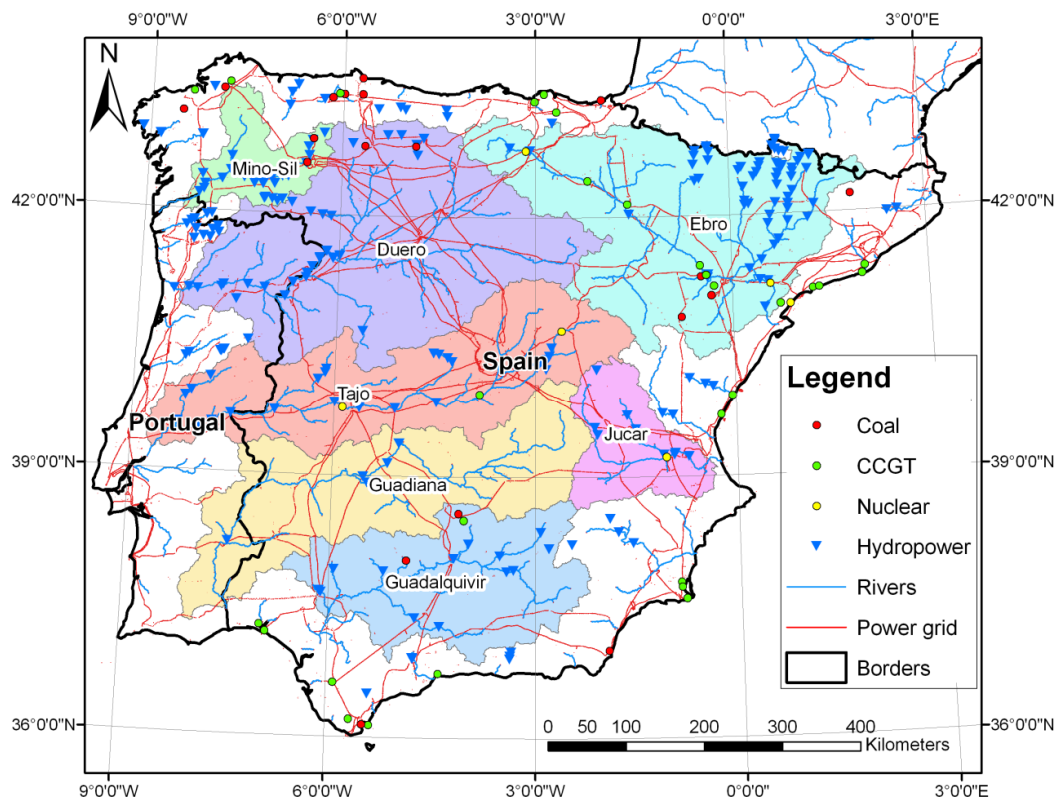 9°0'0"W 6°0'0"W 3°0'0"W 0°0'0" 3°0'0"E
N
Mino-Sil
42°0'0"N 42°0'0"N
Ebro
Duero
Spain
Tajo
Portugal
Jucar
39°0'0"N 39°0'0"N
Guadiana
Guadalquivir
36°0'0"N 36°0'0"N
Legend
Coal
CCGT
Nuclear
Hydropower
Rivers
Power grid
Borders
0 50 100 200 300 400
Kilometers
9°0'0"W 6°0'0"W 3°0'0"W 0°0'0" 3°0'0"E